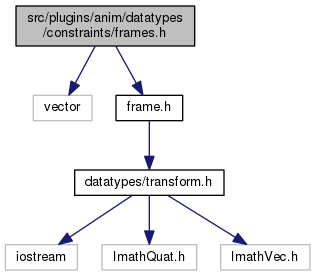 src/plugins/anim/datatypes
/constraints/frames.h
vector
frame.h
datatypes/transform.h
iostream
ImathQuat.h
ImathVec.h